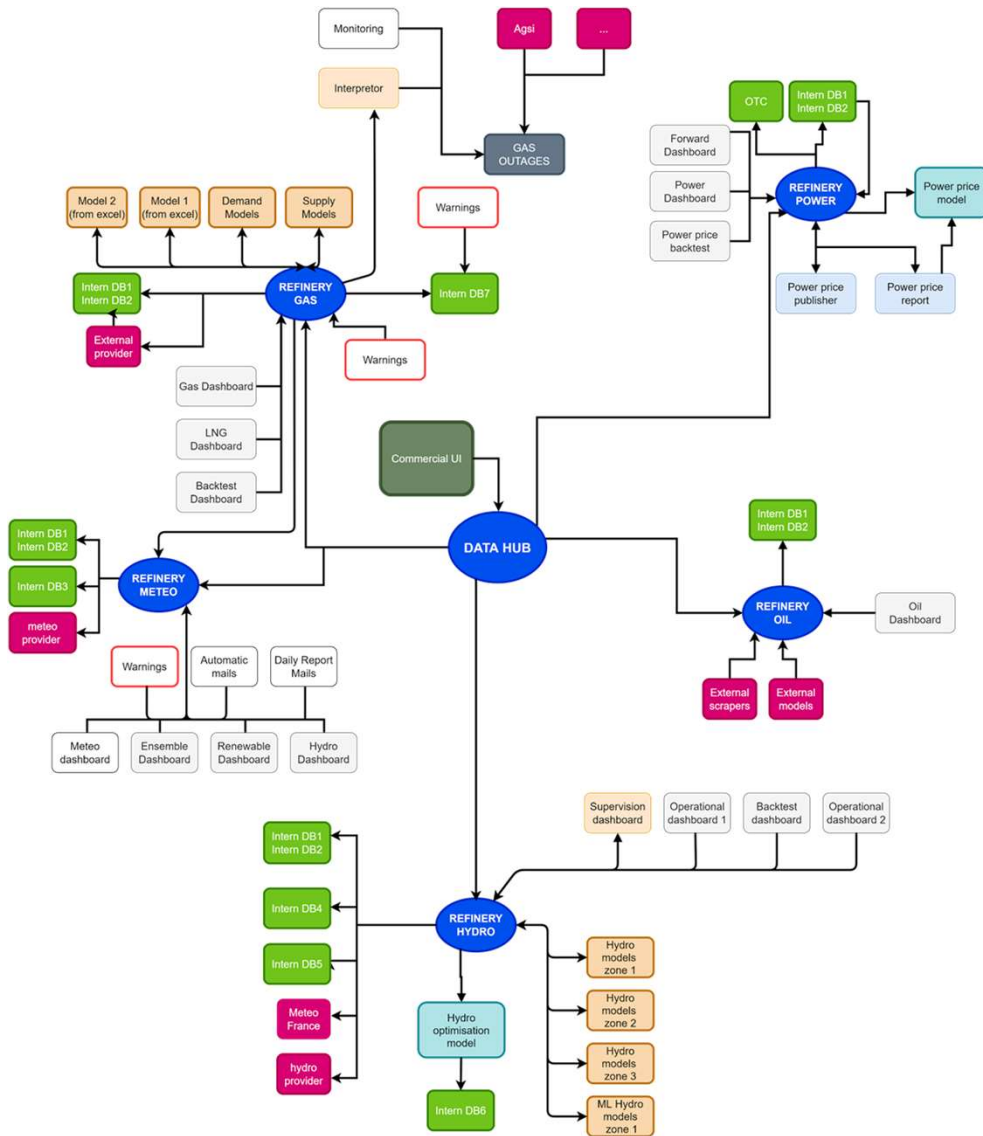 Monitoring
Agsi
...
Interpretor
GAS
OUTAGES
OTC
Intern DB1
Intern DB2
Forward
Dashboard
Power
Dashboard
Power price
backtest
REFINERY
POWER
Power price
model
Power price
publisher
Power price
report
Model 2
(from excel)
Model 1
(from excel)
Demand
Models
Supply
Models
Warnings
Intern DB1
Intern DB2
REFINERY
GAS
Intern DB7
External
provider
Warnings
Gas Dashboard
LNG
Dashboard
Backtest
Dashboard
Commercial UI
DATA HUB
Intern DB1
Intern DB2
Intern DB3
meteo
provider
REFINERY
METEO
Intern DB1
Intern DB2
REFINERY
OIL
Oil
Dashboard
External
scrapers
External
models
Warnings
Automatic
mails
Daily Report
Mails
Meteo
dashboard
Ensemble
Dashboard
Renewable
Dashboard
Hydro
Dashboard
Supervision
dashboard
Operational
dashboard 1
Backtest
dashboard
Operational
dashboard 2
Intern DB1
Intern DB2
Intern DB4
Intern DB5
Meteo
France
hydro
provider
REFINERY
HYDRO
Hydro
optimisation
model
Intern DB6
Hydro
models
zone 1
Hydro
models
zone 2
Hydro
models
zone 3
ML Hydro
models
zone 1